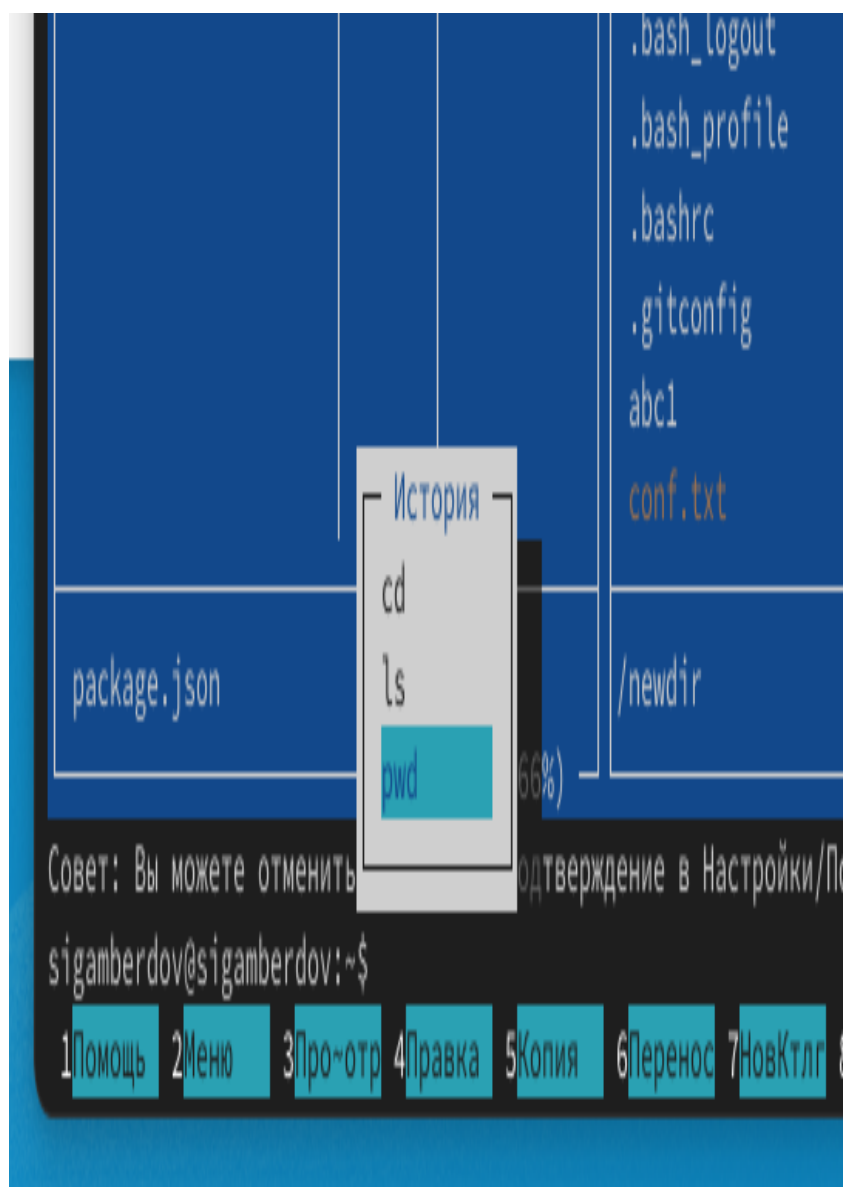 .bash_logout
.bash_profile
.bashrc
.gitconfig
abc1
conf.txt
История
cd
ls
pwd
package.json
/newdir
66%)
Совет: Вы можете отменить одтверждение в Настройки/По
sigamberdov@sigamberdov:~$
1Помощь 2Меню 3Про~отр 4Правка 5Копия 6Перенос 7НовКтлг 8